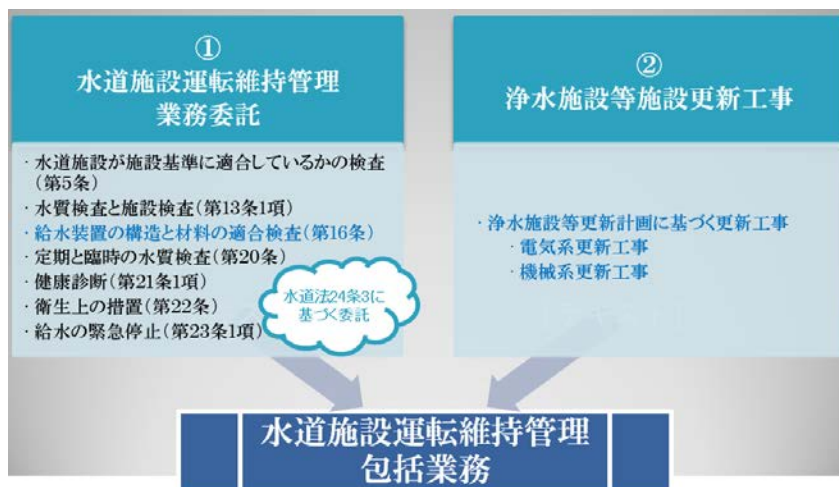 ①
水道施設運転維持管理
業務委託
・水道施設が施設基準に適合しているかの検査
(第5条)
・水質検査と施設検査(第13条1項)
・給水装置の構造と材料の適合検査(第16条)
・定期と臨時の水質検査(第20条)
・健康診断(第21条1項)
・衛生上の措置(第22条)
・給水の緊急停止(第23条1項)
水道法24条3に
基づく委託
②
浄水施設等施設更新工事
・浄水施設等更新計画に基づく更新工事
・電気系更新工事
・機械系更新工事
水道施設運転維持管理
包括業務